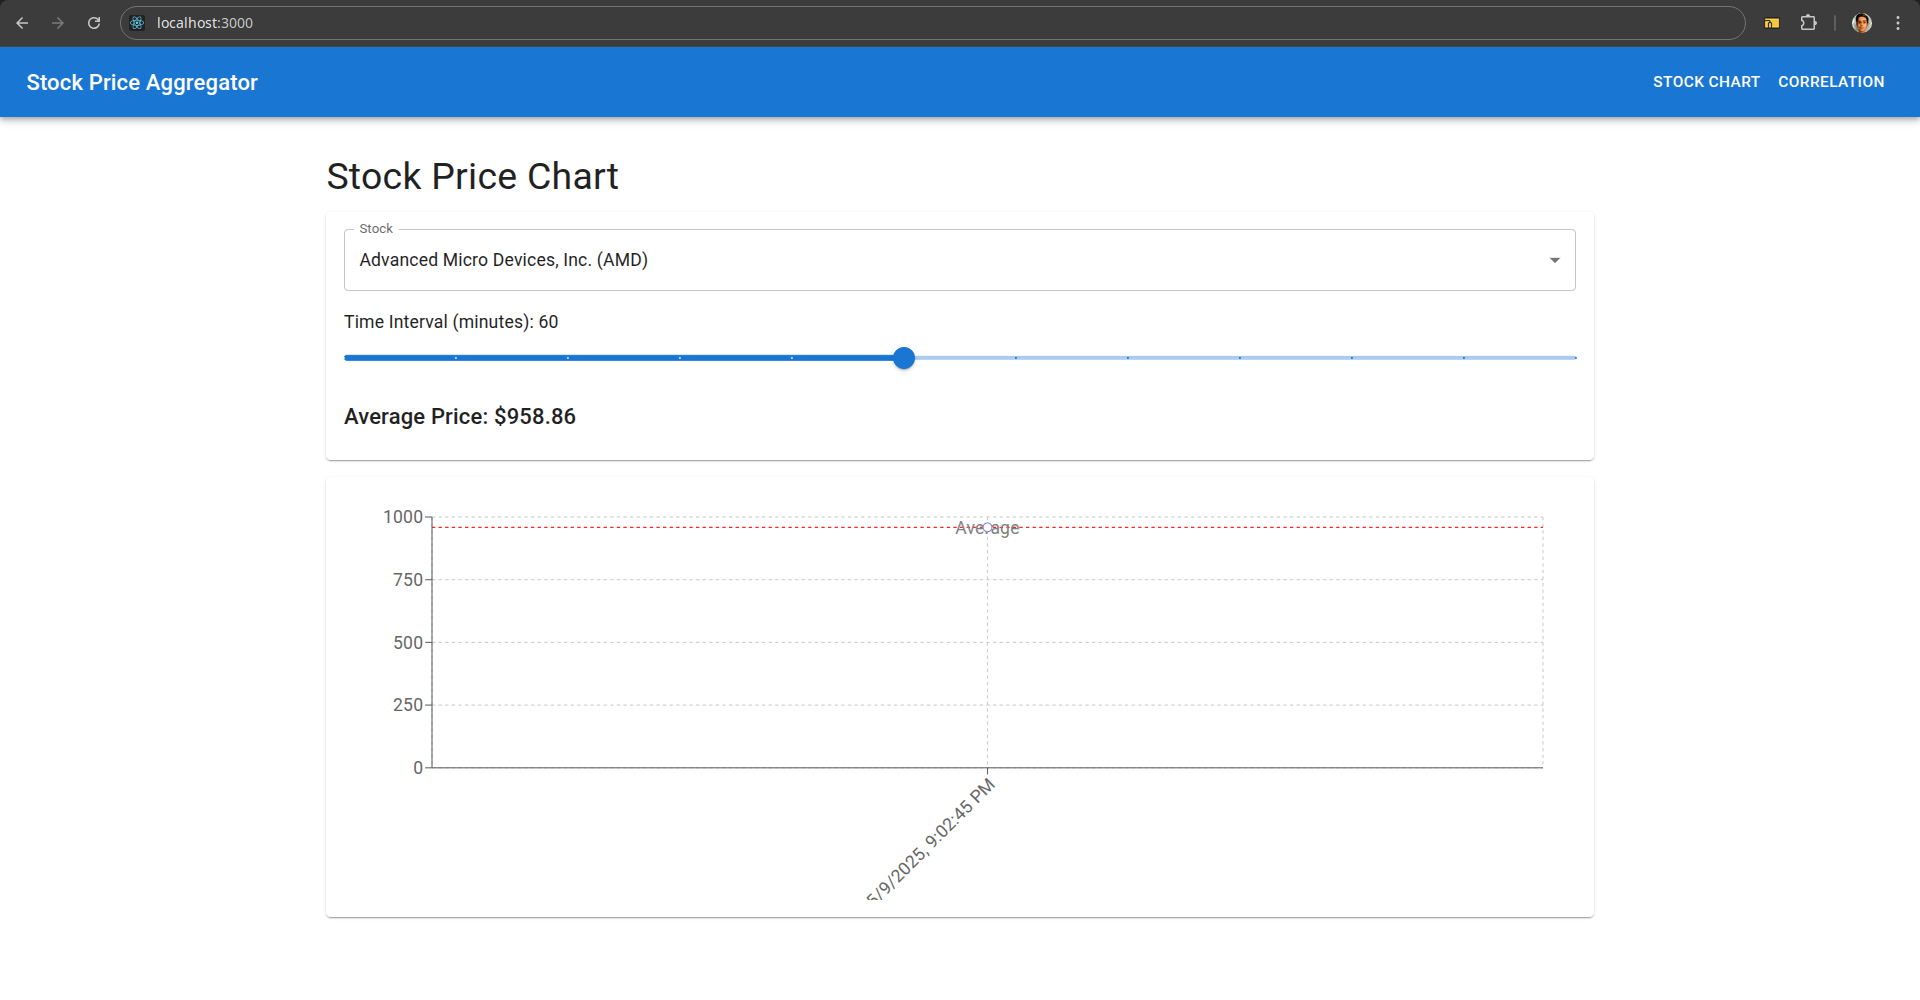 localhost:3000
Stock Price Aggregator
STOCK CHART
CORRELATION
Stock Price Chart
Stock
Advanced Micro Devices, Inc. (AMD)
Time Interval (minutes): 60
Average Price: $958.86
1000
Average
750
500
250
0
5/9/2025, 9:02:45 PM